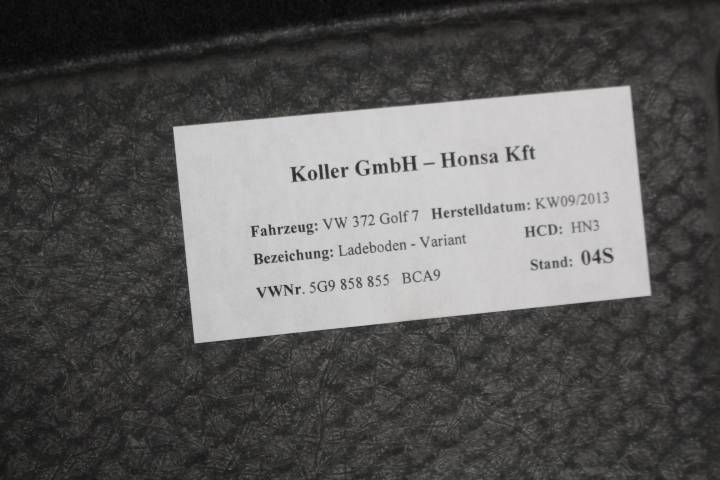 Koller GmbH – Honsa Kft
Fahrzeug: VW 372 Golf 7 Herstelldatum: KW09/2013
Bezeichung: Ladeboden - Variant HCD: HN3
VWNr. 5G9 858 855 BCA9 Stand: 04S